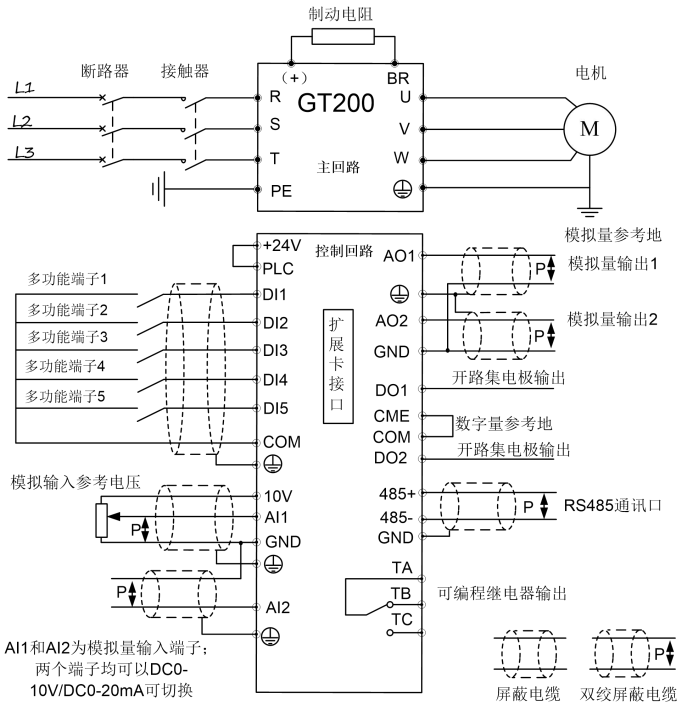 制动电阻
断路器 接触器 (+) BR 电机
L1 R GT200 U
L2 S V M
L3 T 主回路 W
PE
模拟量参考地
+24V 控制回路 AO1 P 模拟量输出1
PLC
多功能端子1 DI1
多功能端子2 DI2 AO2 模拟量输出2
多功能端子3 DI3 扩展卡接口 GND P
多功能端子4 DI4 DO1 开路集电极输出
多功能端子5 DI5 CME 数字量参考地
COM COM
DO2 开路集电极输出
模拟输入参考电压
10V 485+
AI1 P RS485通讯口
P 485-
GND GND
TA
P TB 可编程继电器输出
AI2 TC
AI1和AI2为模拟量输入端子;
两个端子均可以DC0-
10V/DC0-20mA可切换
P
屏蔽电缆 双绞屏蔽电缆